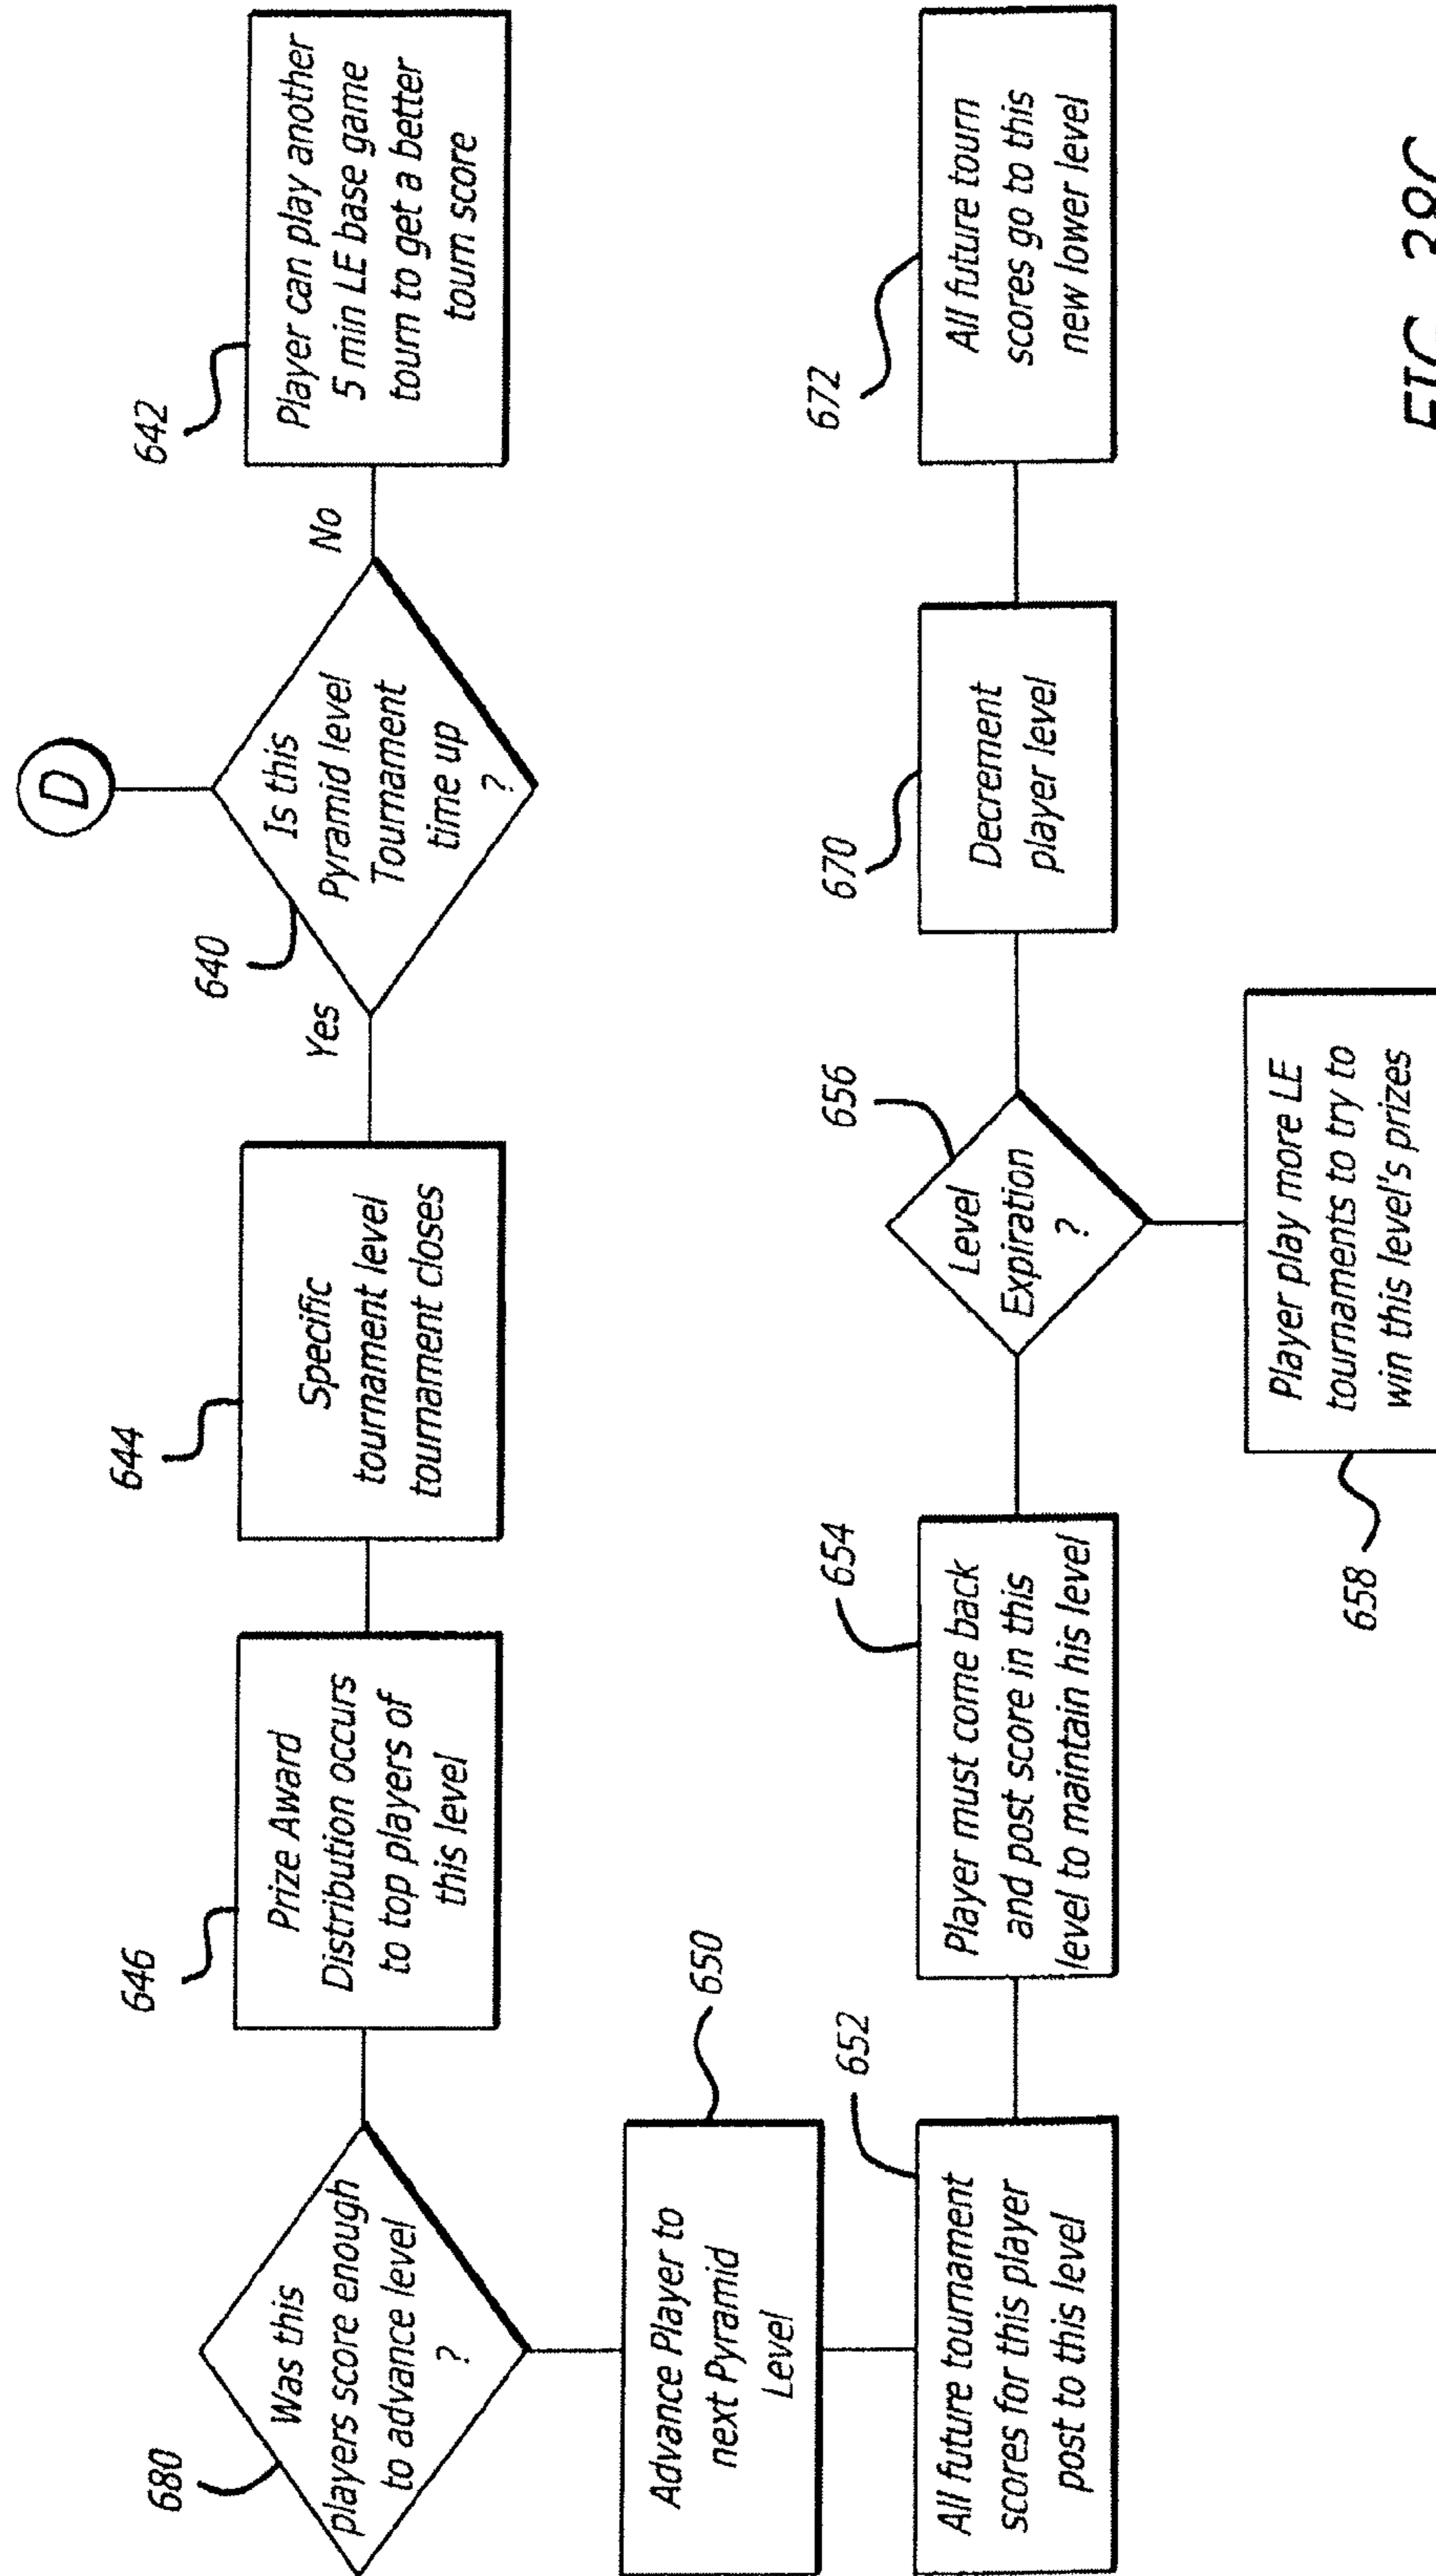 D
640
Is this
Pyramid level
Tournament
time up
?
No
642
Player can play another
5 min LE base game
tourn to get a better
tourn score
Yes
644
Specific
tournament level
tournament closes
646
Prize Award
Distribution occurs
to top players of
this level
680
Was this
players score enough
to advance level
?
650
Advance Player to
next Pyramid
Level
652
All future tournament
scores for this player
post to this level
654
Player must come back
and post score in this
level to maintain his level
656
Level
Expiration
?
658
Player play more LE
tournaments to try to
win this level's prizes
670
Decrement
player level
672
All future tourn
scores go to this
new lower level
FIG. 38C